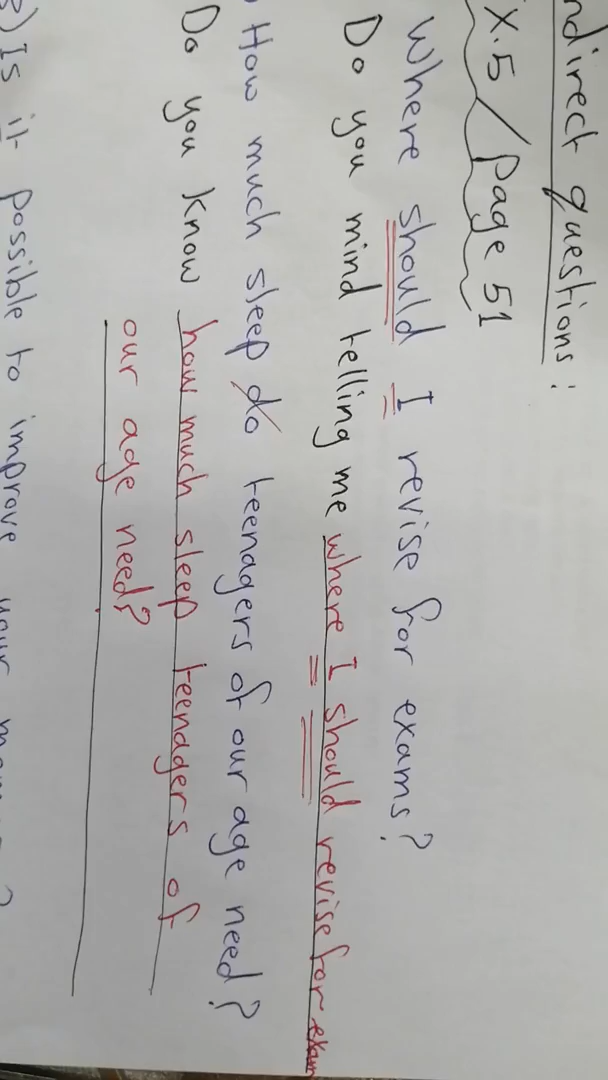 ndirect questions:
x.5/page 51
Where should I revise for exams?
Do you mind telling me where I should revise for exam
How much sleep do teenagers of our age need?
Do you know how much sleep teenagers of
our age need?
3) Is it possible to improve your